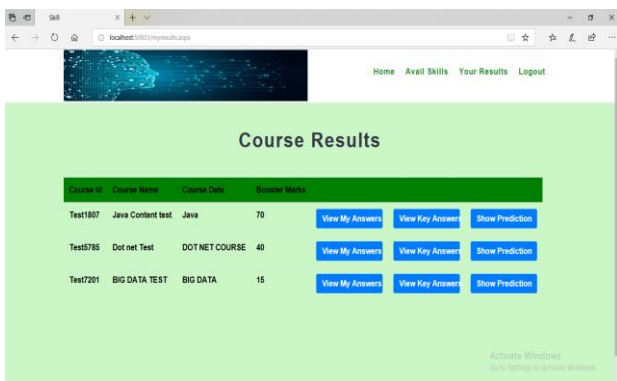 Skill
localhost:50931/myresults.aspx
Home Avail Skills Your Results Logout
Course Results
Course Id Course Name Course Date Booster Marks
Test1807 Java Content test Java 70 View My Answers View Key Answers Show Prediction
Test5785 Dot net Test DOT NET COURSE 40 View My Answers View Key Answers Show Prediction
Test7201 BIG DATA TEST BIG DATA 15 View My Answers View Key Answers Show Prediction
Activate Windows
Go to Settings to activate Windows.